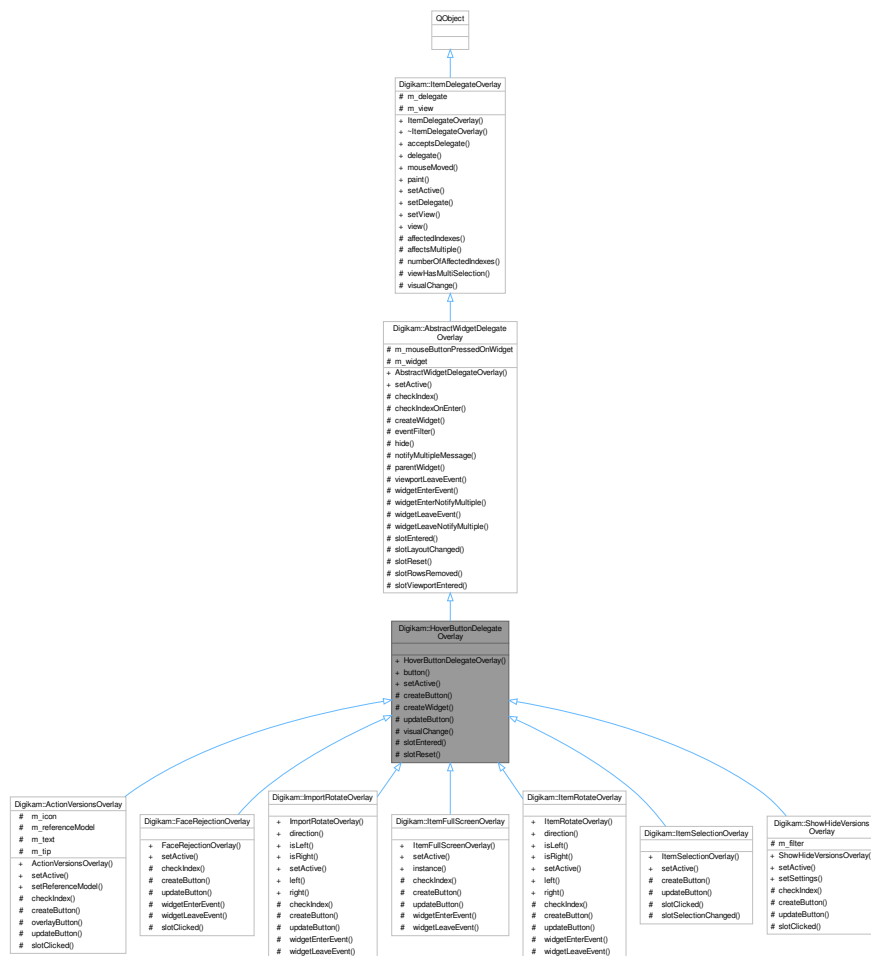 QObject
Digikam::ItemDelegateOverlay
# m_delegate
# m_view
+ ItemDelegateOverlay()
+ ~ItemDelegateOverlay()
+ acceptsDelegate()
+ delegate()
+ mouseMoved()
+ paint()
+ setActive()
+ setDelegate()
+ setView()
+ view()
# affectedIndexes()
# affectsMultiple()
# numberOfAffectedIndexes()
# viewHasMultiSelection()
# visualChange()
Digikam::AbstractWidgetDelegate
Overlay
# m_mouseButtonPressedOnWidget
# m_widget
+ AbstractWidgetDelegateOverlay()
+ setActive()
# checkIndex()
# checkIndexOnEnter()
# createWidget()
# eventFilter()
# hide()
# notifyMultipleMessage()
# parentWidget()
# viewportLeaveEvent()
# widgetEnterEvent()
# widgetEnterNotifyMultiple()
# widgetLeaveEvent()
# widgetLeaveNotifyMultiple()
# slotEntered()
# slotLayoutChanged()
# slotReset()
# slotRowsRemoved()
# slotViewportEntered()
Digikam::HoverButtonDelegate
Overlay
+ HoverButtonDelegateOverlay()
+ button()
+ setActive()
# createButton()
# createWidget()
# updateButton()
# visualChange()
# slotEntered()
# slotReset()
Digikam::ActionVersionsOverlay
# m_icon
# m_referenceModel
# m_text
# m_tip
+ ActionVersionsOverlay()
+ setActive()
+ setReferenceModel()
# checkIndex()
# createButton()
# overlayButton()
# updateButton()
# slotClicked()
Digikam::FaceRejectionOverlay
+ FaceRejectionOverlay()
+ setActive()
# checkIndex()
# createButton()
# updateButton()
# widgetEnterEvent()
# widgetLeaveEvent()
# slotClicked()
Digikam::ImportRotateOverlay
+ ImportRotateOverlay()
+ direction()
+ isLeft()
+ isRight()
+ setActive()
+ left()
+ right()
# checkIndex()
# createButton()
# updateButton()
# widgetEnterEvent()
# widgetLeaveEvent()
Digikam::ItemFullScreenOverlay
+ ItemFullScreenOverlay()
+ setActive()
+ instance()
# checkIndex()
# createButton()
# updateButton()
# widgetEnterEvent()
# widgetLeaveEvent()
Digikam::ItemRotateOverlay
+ ItemRotateOverlay()
+ direction()
+ isLeft()
+ isRight()
+ setActive()
+ left()
+ right()
# checkIndex()
# createButton()
# updateButton()
# widgetEnterEvent()
# widgetLeaveEvent()
Digikam::ItemSelectionOverlay
+ ItemSelectionOverlay()
+ setActive()
# createButton()
# updateButton()
# slotClicked()
# slotSelectionChanged()
Digikam::ShowHideVersions
Overlay
# m_filter
+ ShowHideVersionsOverlay()
+ setActive()
+ setSettings()
# checkIndex()
# createButton()
# updateButton()
# slotClicked()